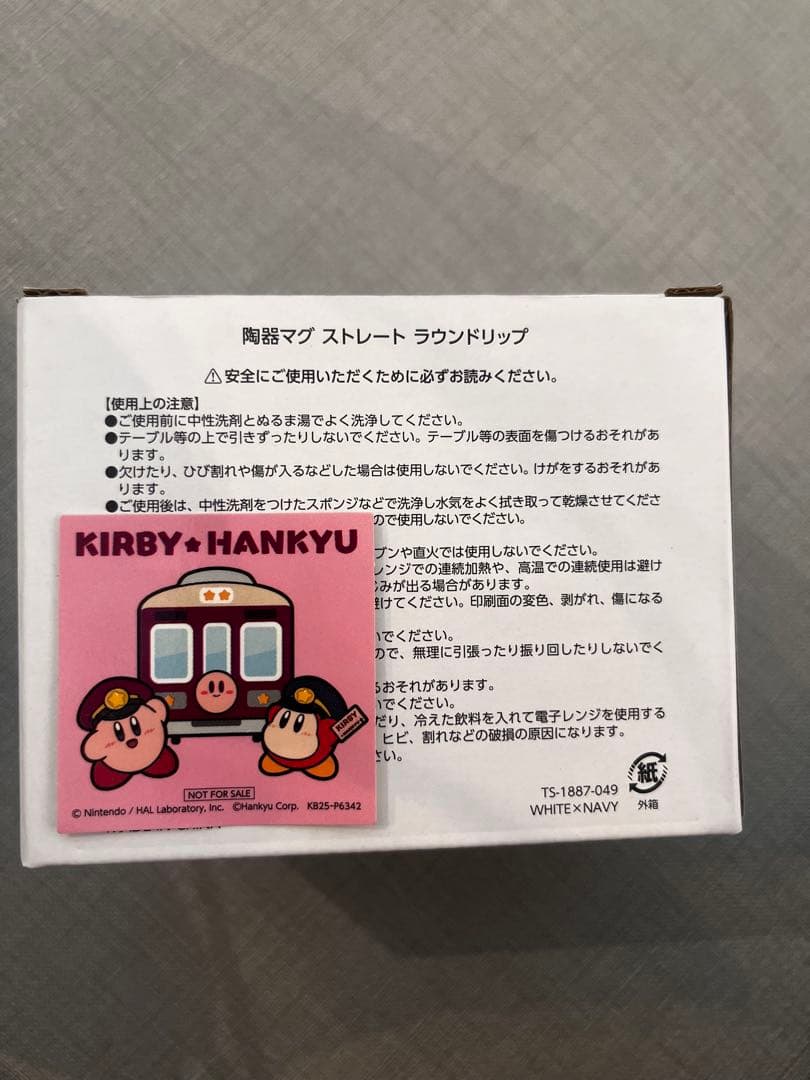 陶器マグ ストレート ラウンドリップ
⚠安全にご使用いただくために必ずお読みください。
【使用上の注意】
●ご使用前に中性洗剤とぬるま湯でよく洗浄してください。
●テーブル等の上で引きずったりしないでください。テーブル等の表面を傷つけるおそれがあ
ります。
●欠けたり、ひび割れや傷が入るなどした場合は使用しないでください。けがをするおそれがあ
ります。
●ご使用後は、中性洗剤をつけたスポンジなどで洗浄し水気をよく拭き取って乾燥させてくださ
ので使用しないでください。
ブンや直火では使用しないでください。
レンジでの連続加熱や、高温での連続使用は避け
みが出る場合があります。
けてください。印刷面の変色、剥がれ、傷になる
いでください。
ので、無理に引張ったり振り回したりしないでく
るおそれがあります。
いでください。
だり、冷えた飲料を入れて電子レンジを使用する
ヒビ、割れなどの破損の原因になります。
さい。
KIRBY★HANKYU
KIRBY
NOT FOR SALE
© Nintendo / HAL Laboratory, Inc. ©Hankyu Corp. KB25-P6342
TS-1887-049
WHITE×NAVY
紙
外箱